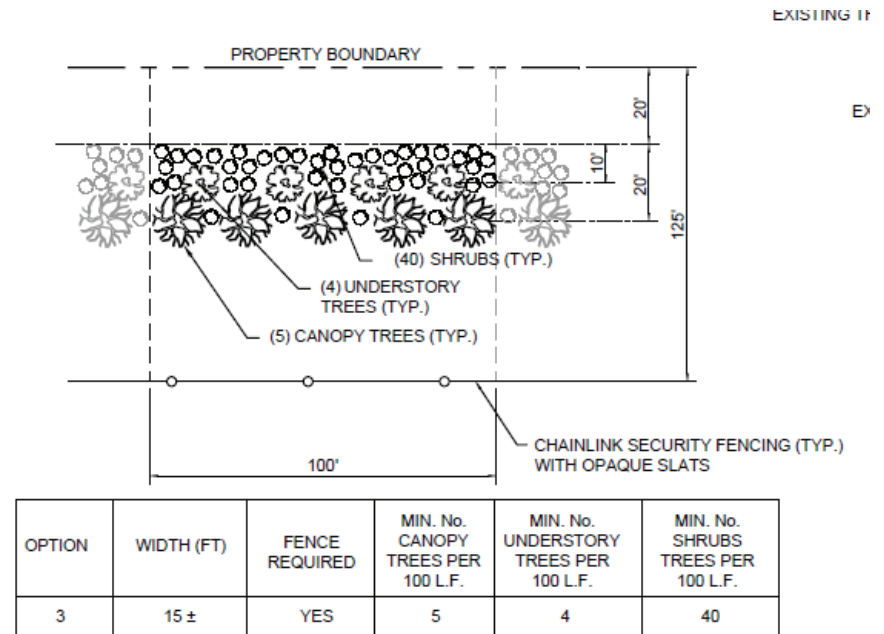 PROPERTY BOUNDARY
20'
10'
20'
125'
(40) SHRUBS (TYP.)
(4) UNDERSTORY
TREES (TYP.)
(5) CANOPY TREES (TYP.)
CHAINLINK SECURITY FENCING (TYP.)
WITH OPAQUE SLATS
100'
OPTION
WIDTH (FT)
FENCE
REQUIRED
MIN. No.
CANOPY
TREES PER
100 L.F.
MIN. No.
UNDERSTORY
TREES PER
100 L.F.
MIN. No.
SHRUBS
TREES PER
100 L.F.
3
15 ±
YES
5
4
40